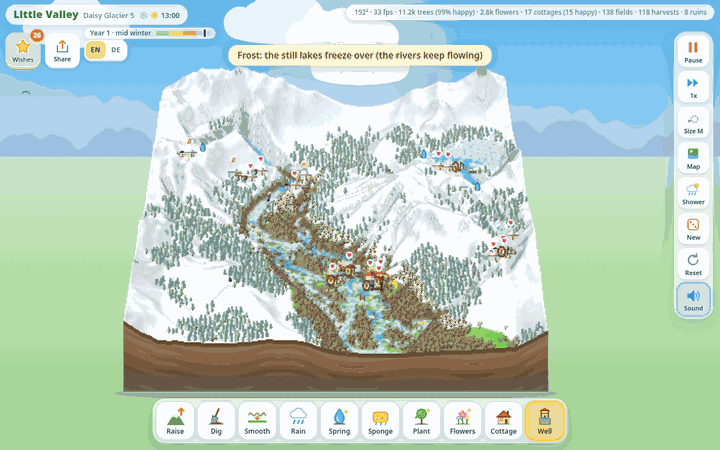 Little Valley Daisy Glacier 5 13:00
192² · 33 fps · 11.2k trees (99% happy) · 2.8k flowers · 17 cottages (15 happy) · 138 fields · 118 harvests · 8 ruins
Year 1 · mid winter
26
Wishes
Share
EN DE
Frost: the still lakes freeze over (the rivers keep flowing)
Pause
1x
Size M
Map
Shower
New
Reset
Sound
Raise Dig Smooth Rain Spring Sponge Plant Flowers Cottage Well